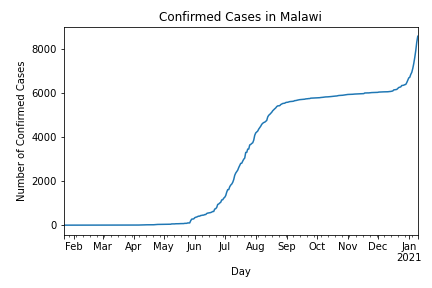 Confirmed Cases in Malawi
Number of Confirmed Cases
8000
6000
4000
2000
0
Feb Mar Apr May Jun Jul Aug Sep Oct Nov Dec Jan
2021
Day